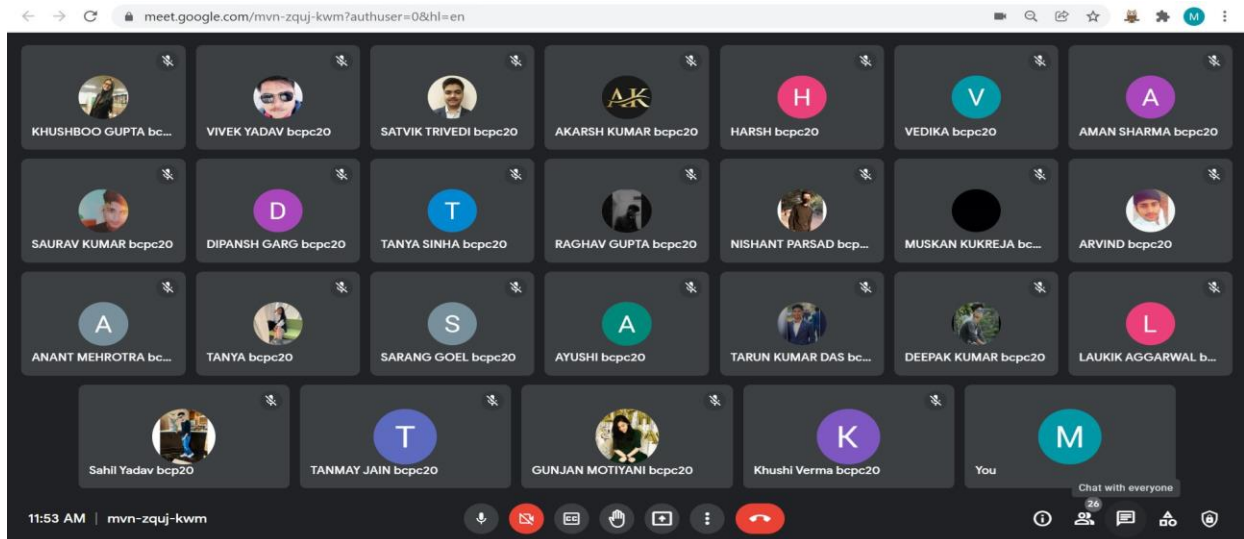 meet.google.com/mvn-zquj-kwm?authuser=0&hl=en
M
AK
H
V
A
KHUSHBOO GUPTA bc...
VIVEK YADAV bcpc20
SATVIK TRIVEDI bcpc20
AKARSH KUMAR bcpc20
HARSH bcpc20
VEDIKA bcpc20
AMAN SHARMA bcpc20
D
T
SAURAV KUMAR bcpc20
DIPANSH GARG bcpc20
TANYA SINHA bcpc20
RAGHAV GUPTA bcpc20
NISHANT PARSAD bcp...
MUSKAN KUKREJA bc...
ARVIND bcpc20
A
S
A
L
ANANT MEHROTRA bc...
TANYA bcpc20
SARANG GOEL bcpc20
AYUSHI bcpc20
TARUN KUMAR DAS bc...
DEEPAK KUMAR bcpc20
LAUKIK AGGARWAL b...
T
K
M
Sahil Yadav bcp20
TANMAY JAIN bcpc20
GUNJAN MOTIYANI bcpc20
Khushi Verma bcpc20
You
Chat with everyone
11:53 AM | mvn-zquj-kwm
CC
26